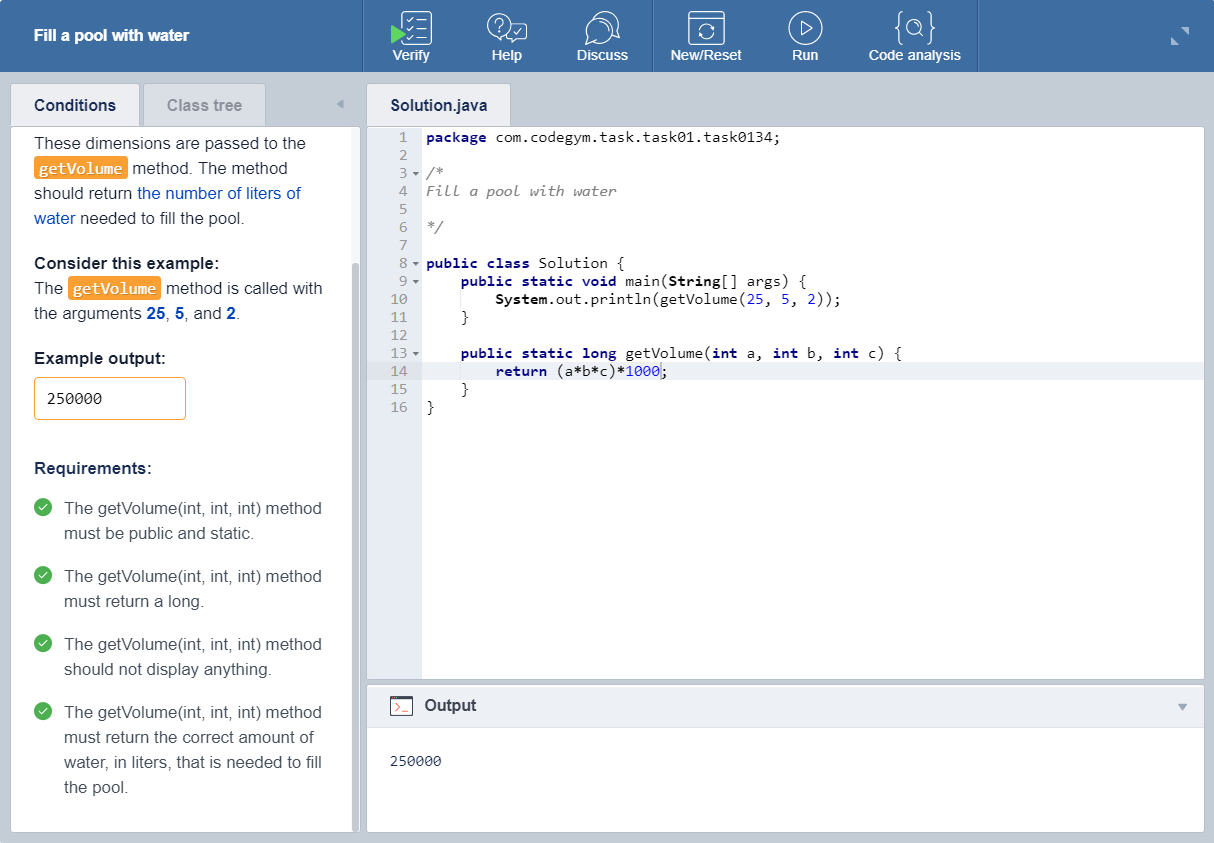 Fill a pool with water
Verify
Help
Discuss
New/Reset
Run
Code analysis
Conditions
Class tree
These dimensions are passed to the
getVolume method. The method
should return the number of liters of
water needed to fill the pool.
Consider this example:
The getVolume method is called with
the arguments 25, 5, and 2.
Example output:
250000
Requirements:
The getVolume(int, int, int) method
must be public and static.
The getVolume(int, int, int) method
must return a long.
The getVolume(int, int, int) method
should not display anything.
The getVolume(int, int, int) method
must return the correct amount of
water, in liters, that is needed to fill
the pool.
Solution.java
1 package com.codegym.task.task01.task0134;
2
3 /*
4 Fill a pool with water
5
6 */
7
8 public class Solution {
9     public static void main(String[] args) {
10         System.out.println(getVolume(25, 5, 2));
11     }
12
13     public static long getVolume(int a, int b, int c) {
14         return (a*b*c)*1000;
15     }
16 }
Output
250000